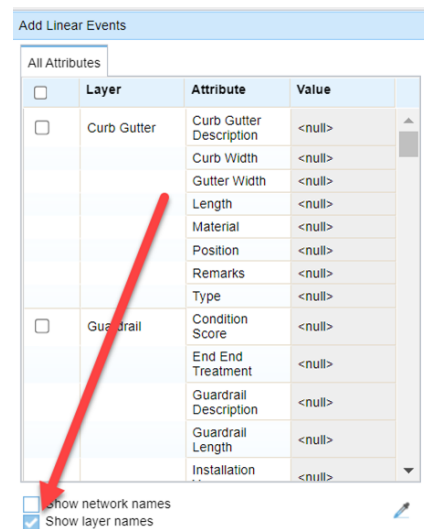 Add Linear Events
All Attributes
Layer Attribute Value
Curb Gutter Curb Gutter <null>
Description
Curb Width <null>
Gutter Width <null>
Length <null>
Material <null>
Position <null>
Remarks <null>
Type <null>
Guardrail Condition <null>
Score
End End <null>
Treatment
Guardrail <null>
Description
Guardrail <null>
Length
Installation <null>
Show network names
Show layer names